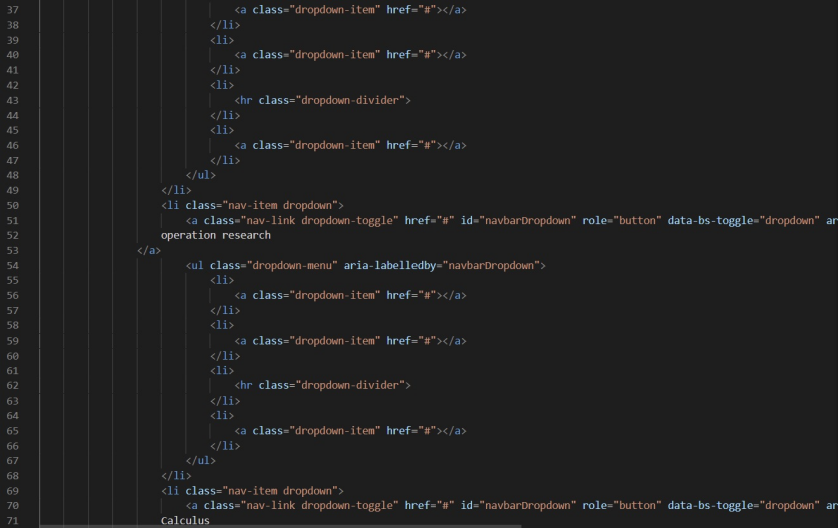 37 <a class="dropdown-item" href="#"></a>
38 </li>
39 <li>
40 <a class="dropdown-item" href="#"></a>
41 </li>
42 <li>
43 <hr class="dropdown-divider">
44 </li>
45 <li>
46 <a class="dropdown-item" href="#"></a>
47 </li>
48 </ul>
49 </li>
50 <li class="nav-item dropdown">
51 <a class="nav-link dropdown-toggle" href="#" id="navbarDropdown" role="button" data-bs-toggle="dropdown" ar
52 operation research
53 </a>
54 <ul class="dropdown-menu" aria-labelledby="navbarDropdown">
55 <li>
56 <a class="dropdown-item" href="#"></a>
57 </li>
58 <li>
59 <a class="dropdown-item" href="#"></a>
60 </li>
61 <li>
62 <hr class="dropdown-divider">
63 </li>
64 <li>
65 <a class="dropdown-item" href="#"></a>
66 </li>
67 </ul>
68 </li>
69 <li class="nav-item dropdown">
70 <a class="nav-link dropdown-toggle" href="#" id="navbarDropdown" role="button" data-bs-toggle="dropdown" ar
71 Calculus